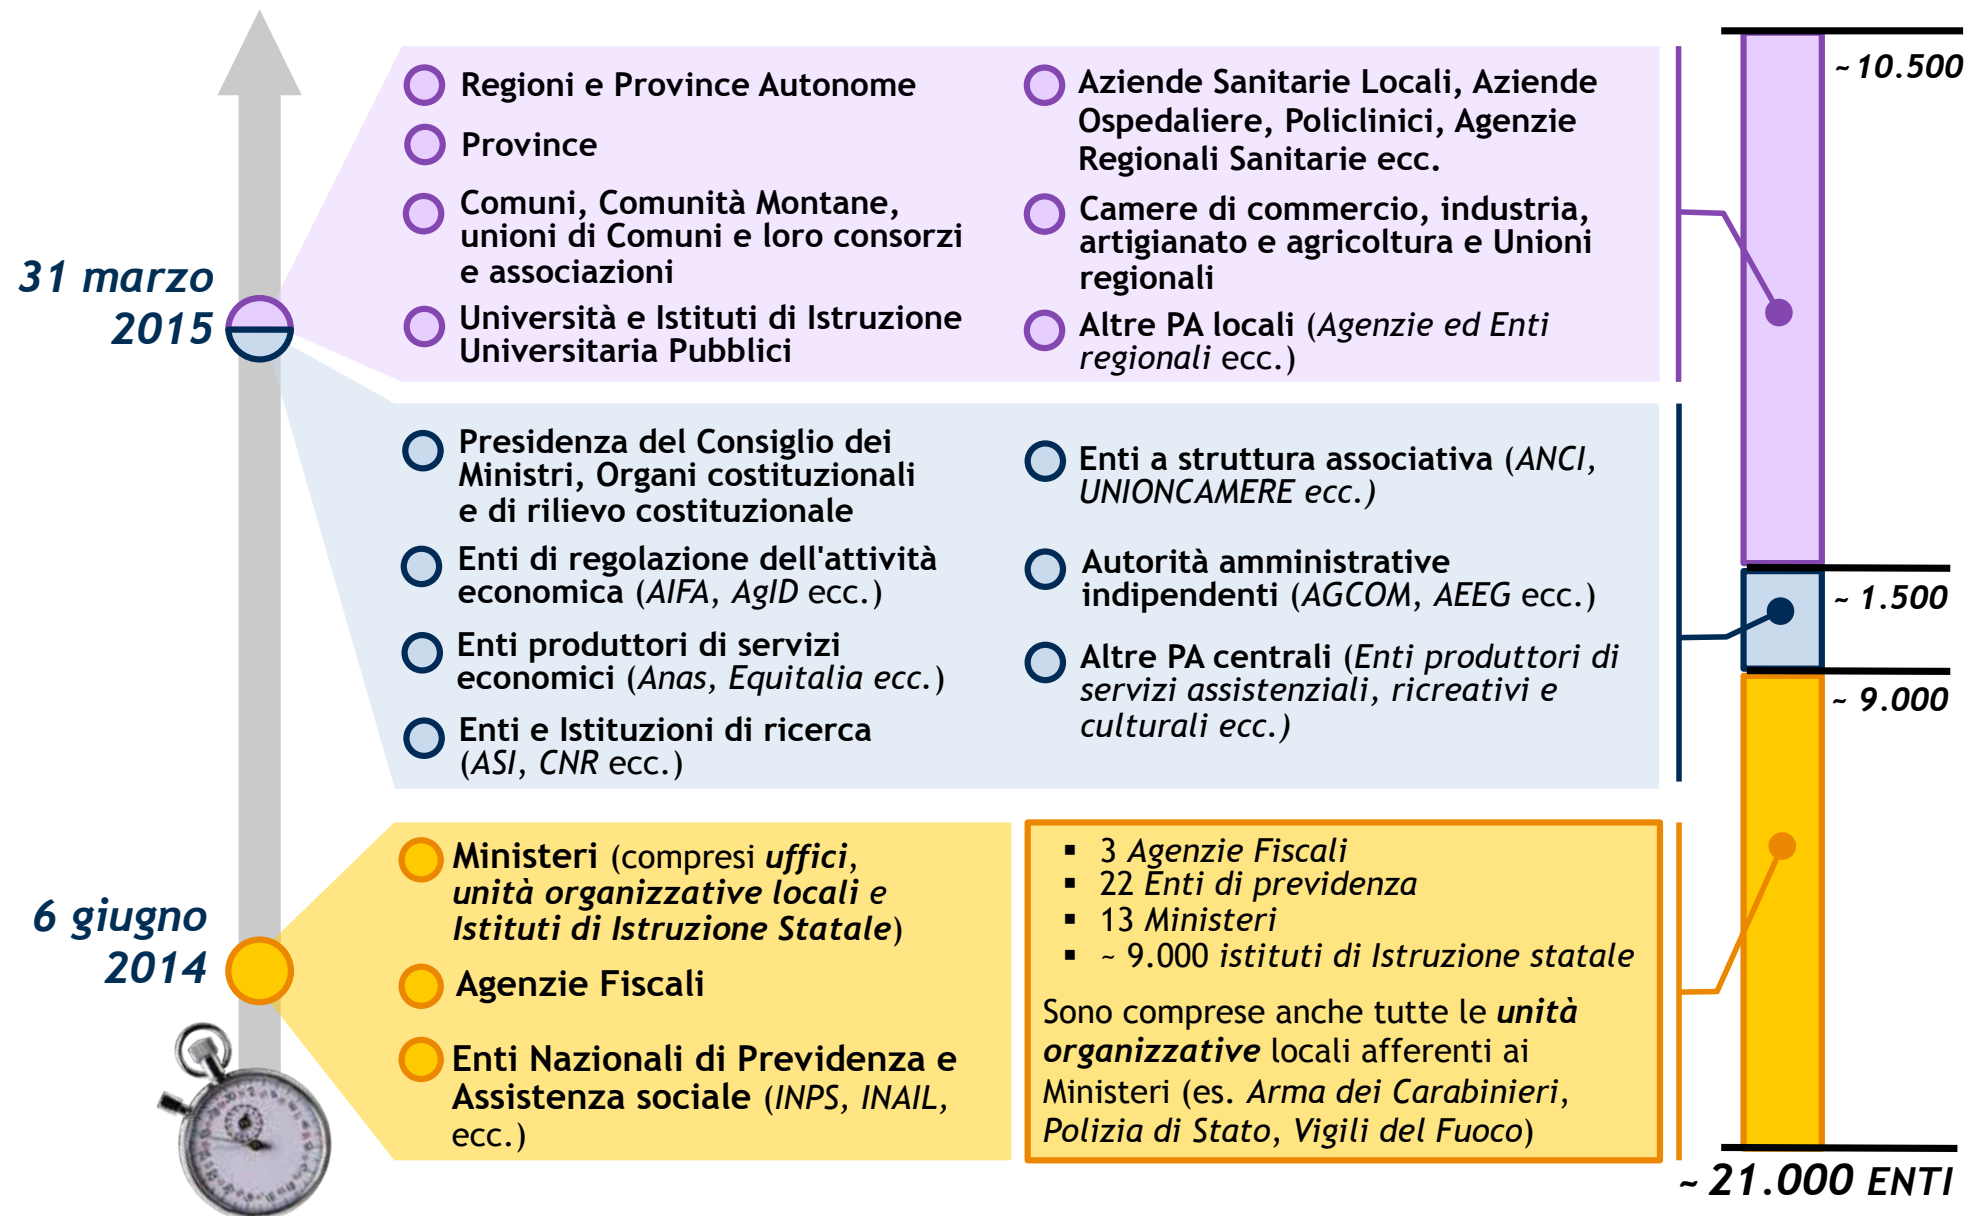 31 marzo
2015
Regioni e Province Autonome
Province
Comuni, Comunità Montane,
unioni di Comuni e loro consorzi
e associazioni
Università e Istituti di Istruzione
Universitaria Pubblici
Aziende Sanitarie Locali, Aziende
Ospedaliere, Policlinici, Agenzie
Regionali Sanitarie ecc.
Camere di commercio, industria,
artigianato e agricoltura e Unioni
regionali
Altre PA locali (Agenzie ed Enti
regionali ecc.)
~ 10.500
Presidenza del Consiglio dei
Ministri, Organi costituzionali
e di rilievo costituzionale
Enti di regolazione dell'attività
economica (AIFA, AgID ecc.)
Enti produttori di servizi
economici (Anas, Equitalia ecc.)
Enti e Istituzioni di ricerca
(ASI, CNR ecc.)
Enti a struttura associativa (ANCI,
UNIONCAMERE ecc.)
Autorità amministrative
indipendenti (AGCOM, AEEG ecc.)
Altre PA centrali (Enti produttori di
servizi assistenziali, ricreativi e
culturali ecc.)
~ 1.500
6 giugno
2014
Ministeri (compresi uffici,
unità organizzative locali e
Istituti di Istruzione Statale)
Agenzie Fiscali
Enti Nazionali di Previdenza e
Assistenza sociale (INPS, INAIL,
ecc.)
▪ 3 Agenzie Fiscali
▪ 22 Enti di previdenza
▪ 13 Ministeri
▪ ~ 9.000 istituti di Istruzione statale
Sono comprese anche tutte le unità
organizzative locali afferenti ai
Ministeri (es. Arma dei Carabinieri,
Polizia di Stato, Vigili del Fuoco)
~ 9.000
~ 21.000 ENTI